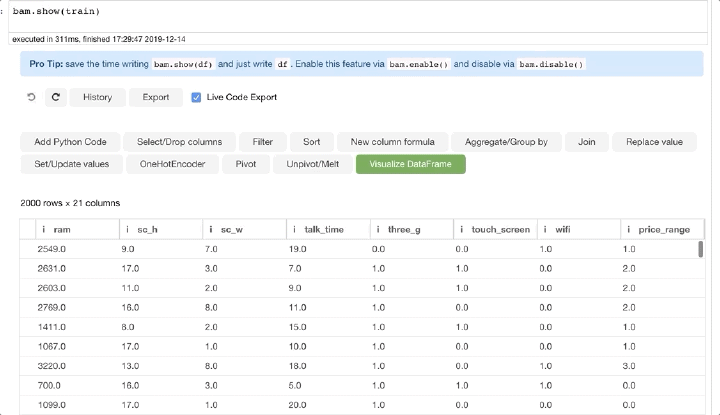 : bam.show(train)
executed in 311ms, finished 17:29:47 2019-12-14
Pro Tip: save the time writing bam.show(df) and just write df . Enable this feature via bam.enable() and disable via bam.disable()
History Export Live Code Export
Add Python Code Select/Drop columns Filter Sort New column formula Aggregate/Group by Join Replace value
Set/Update values OneHotEncoder Pivot Unpivot/Melt Visualize DataFrame
2000 rows x 21 columns
i ram i sc_h i sc_w i talk_time i three_g i touch_screen i wifi i price_range
2549.0 9.0 7.0 19.0 0.0 0.0 1.0 1.0
2631.0 17.0 3.0 7.0 1.0 1.0 0.0 2.0
2603.0 11.0 2.0 9.0 1.0 1.0 0.0 2.0
2769.0 16.0 8.0 11.0 1.0 0.0 0.0 2.0
1411.0 8.0 2.0 15.0 1.0 1.0 0.0 1.0
1067.0 17.0 1.0 10.0 1.0 0.0 0.0 1.0
3220.0 13.0 8.0 18.0 1.0 0.0 1.0 3.0
700.0 16.0 3.0 5.0 1.0 1.0 1.0 0.0
1099.0 17.0 1.0 20.0 1.0 0.0 0.0 0.0